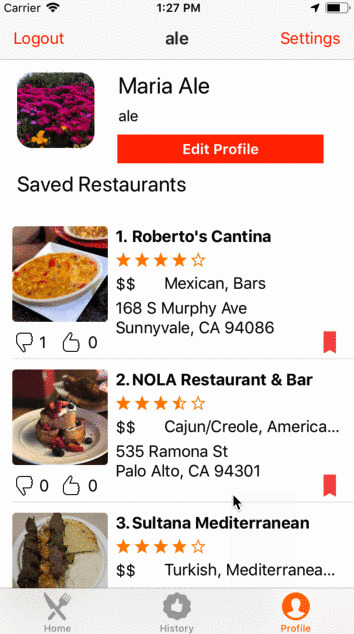 Carrier 1:27 PM
Logout ale Settings
Maria Ale
ale
Edit Profile
Saved Restaurants
1. Roberto's Cantina
$$ Mexican, Bars
168 S Murphy Ave
Sunnyvale, CA 94086
1 0
2. NOLA Restaurant & Bar
$$ Cajun/Creole, America...
535 Ramona St
Palo Alto, CA 94301
0 0
3. Sultana Mediterranean
$$ Turkish, Mediterranea...
Home History Profile